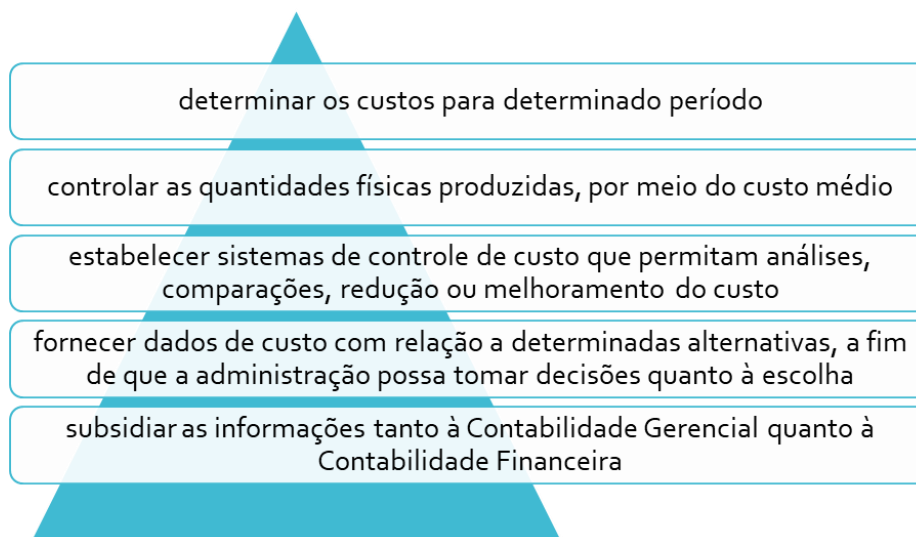 determinar os custos para determinado período
controlar as quantidades físicas produzidas, por meio do custo médio
estabelecer sistemas de controle de custo que permitam análises,
comparações, redução ou melhoramento do custo
fornecer dados de custo com relação a determinadas alternativas, a fim
de que a administração possa tomar decisões quanto à escolha
subsidiar as informações tanto à Contabilidade Gerencial quanto à
Contabilidade Financeira